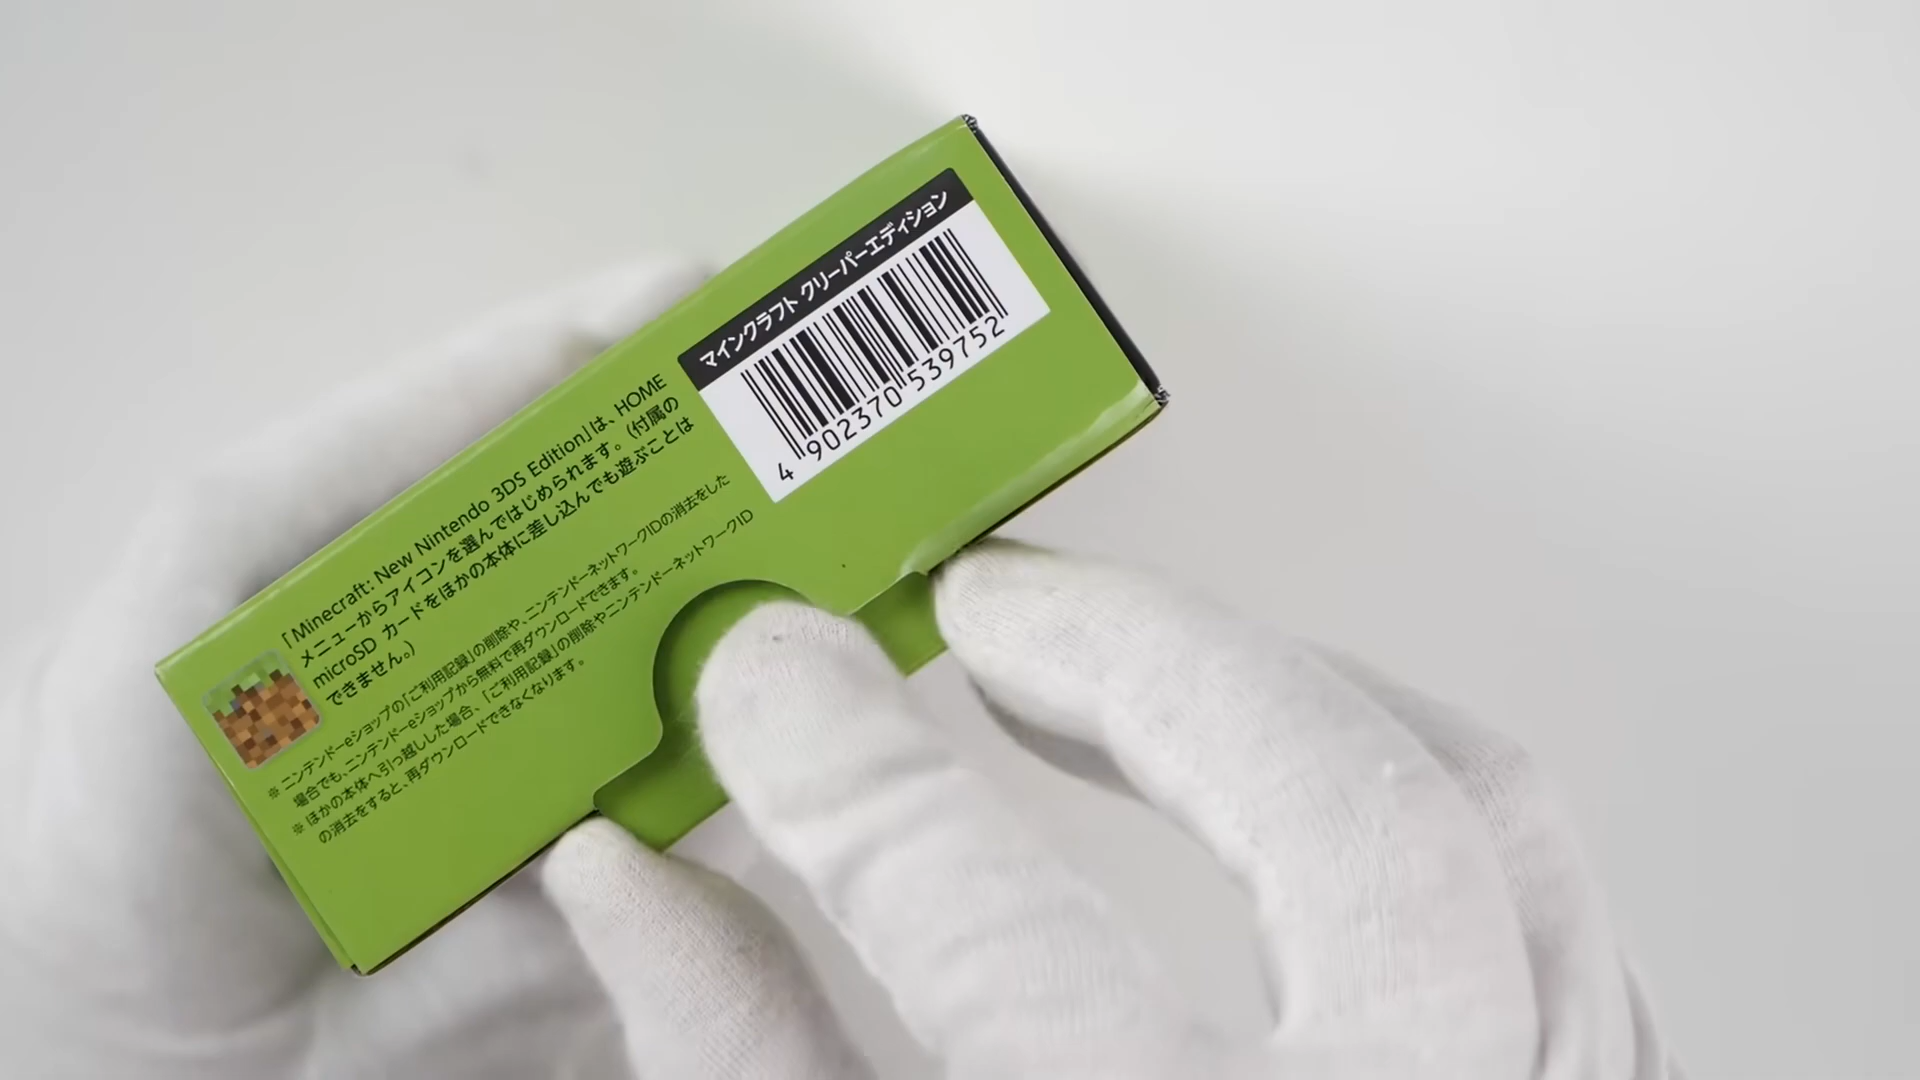 マインクラフト クリーパーエディション
4 902370 539752
「Minecraft: New Nintendo 3DS Edition」は、HOME
メニューからアイコンを選んではじめられます。(付属の
microSD カードをほかの本体に差し込んでも遊ぶことは
できません。)
※ ニンテンドーeショップの「ご利用記録」の削除や、ニンテンドーネットワークIDの消去をした
場合でも、ニンテンドーeショップから無料で再ダウンロードできます。
※ ほかの本体へ引っ越しした場合、「ご利用記録」の削除やニンテンドーネットワークID
の消去をすると、再ダウンロードできなくなります。